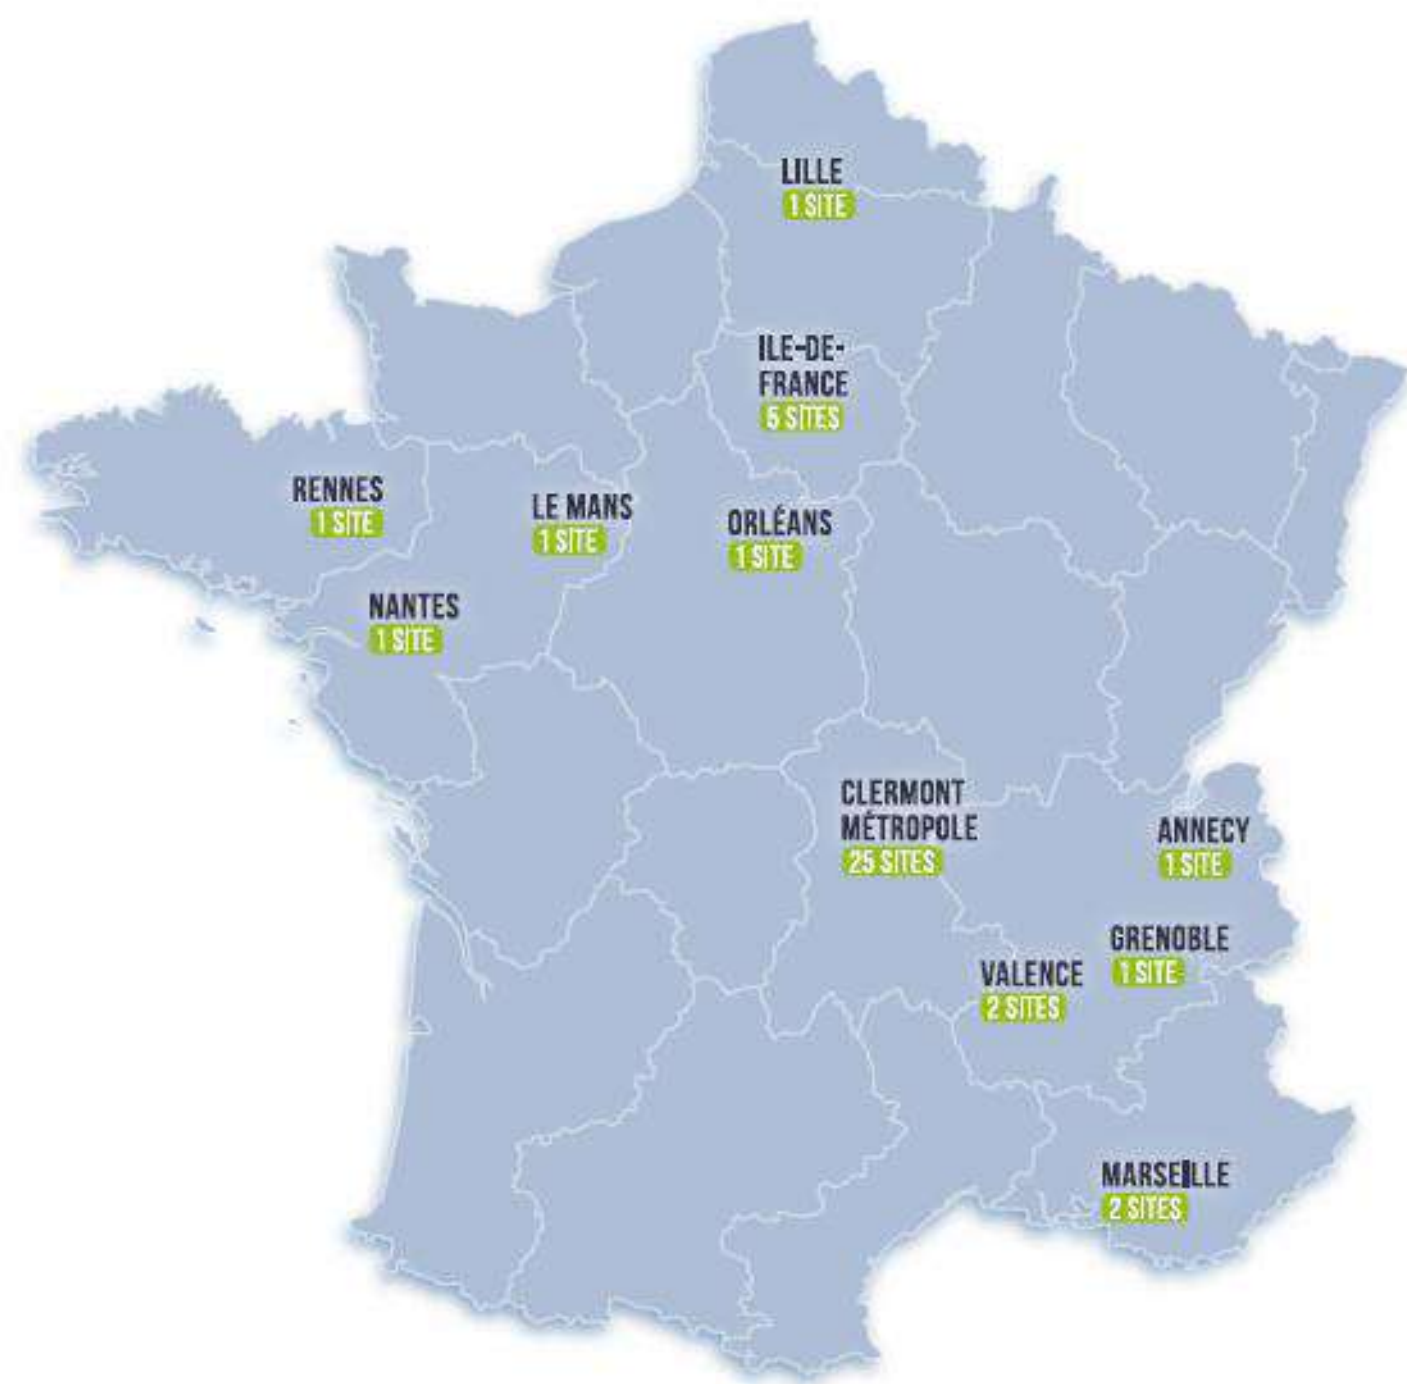 LILLE
1 SITE
ILE-DE-
FRANCE
5 SITES
RENNES
1 SITE
LE MANS
1 SITE
ORLÉANS
1 SITE
NANTES
1 SITE
CLERMONT
MÉTROPOLE
25 SITES
ANNECY
1 SITE
GRENOBLE
1 SITE
VALENCE
2 SITES
MARSEILLE
2 SITES